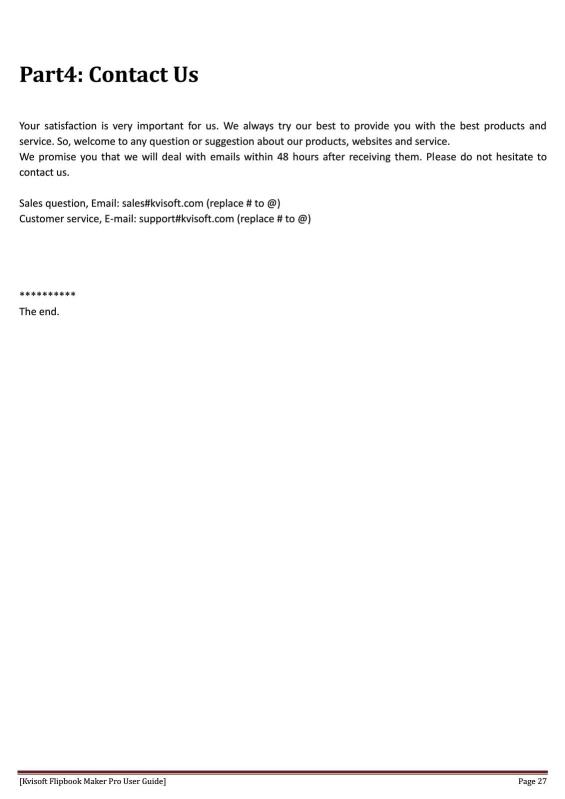 Part4: Contact Us
Your satisfaction is very important for us. We always try our best to provide you with the best products and
service. So, welcome to any question or suggestion about our products, websites and service.
We promise you that we will deal with emails within 48 hours after receiving them. Please do not hesitate to
contact us.
Sales question, Email: sales#kvisoft.com (replace # to @)
Customer service, E-mail: support#kvisoft.com (replace # to @)
**********
The end.
[Kvisoft Flipbook Maker Pro User Guide] Page 27